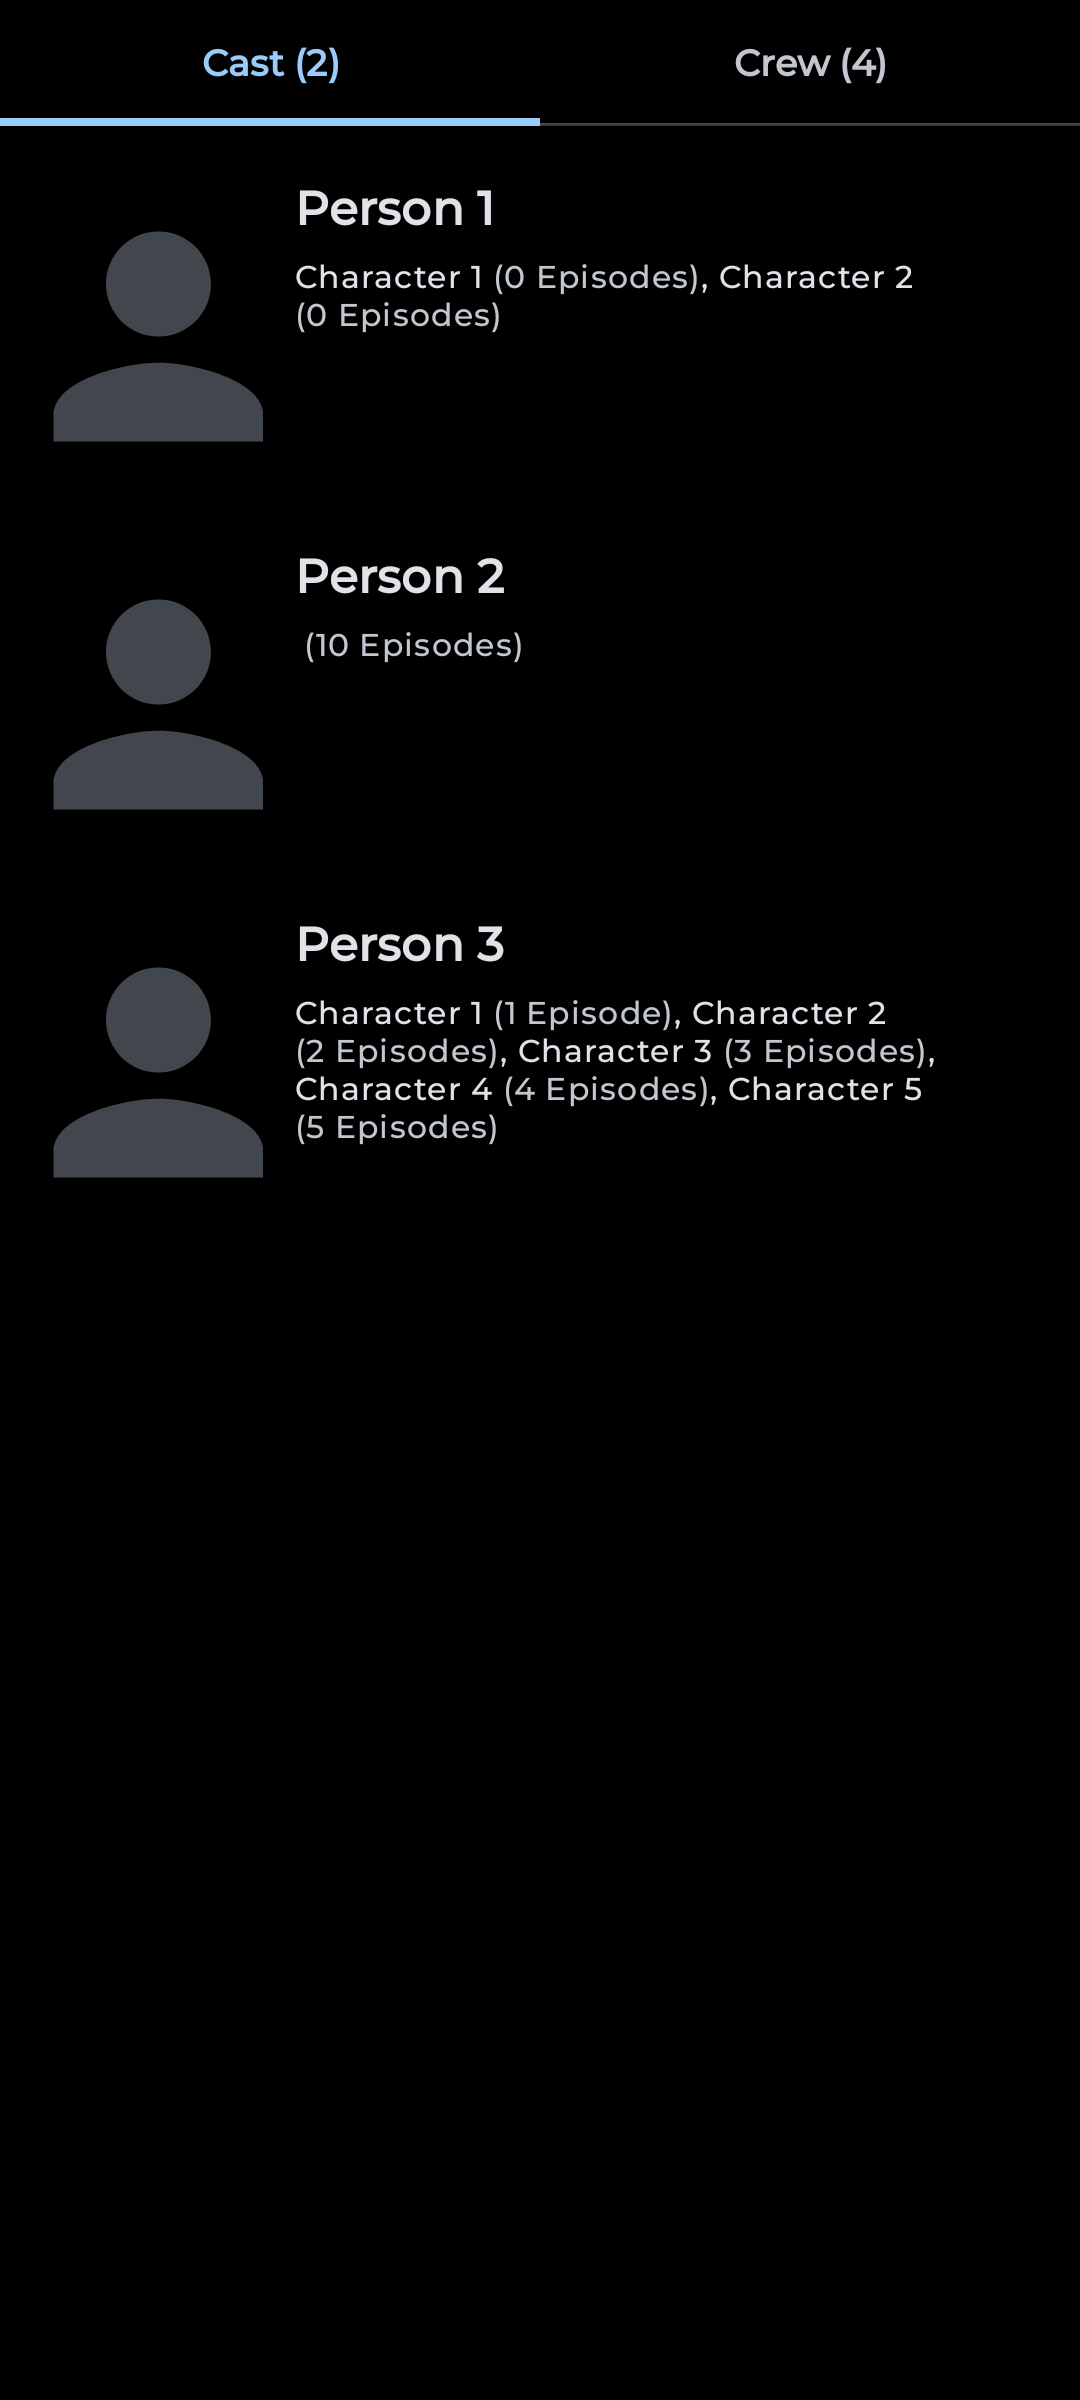 Cast (2)
Crew (4)
Person 1
Character 1 (0 Episodes), Character 2
(0 Episodes)
Person 2
(10 Episodes)
Person 3
Character 1 (1 Episode), Character 2
(2 Episodes), Character 3 (3 Episodes),
Character 4 (4 Episodes), Character 5
(5 Episodes)